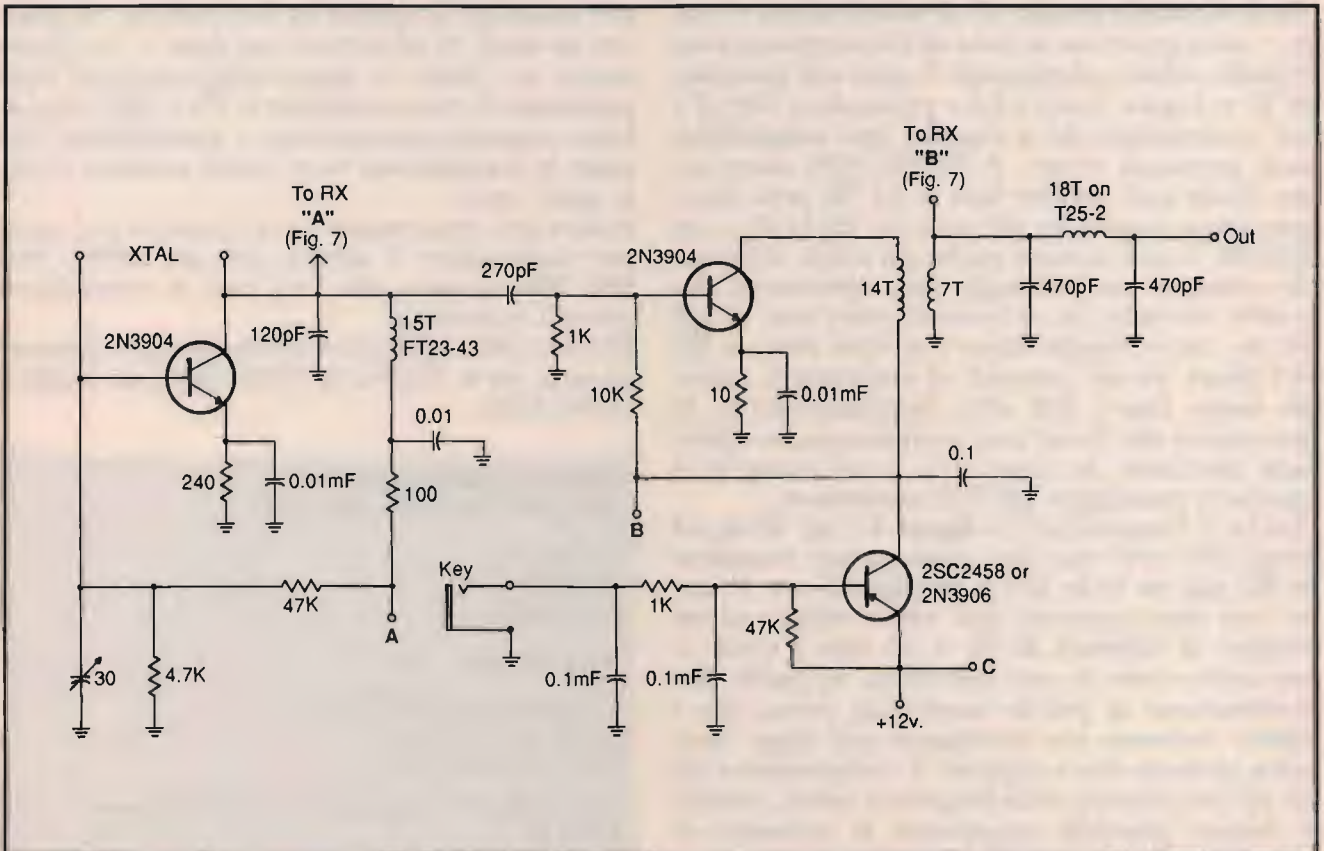 To RX
"B"
(Fig. 7)
18T on
T25-2
Out
To RX
"A"
(Fig. 7)
XTAL
2N3904
270pF
2N3904
14T
7T
470pF
470pF
120pF
15T
FT23-43
1K
10K
10
0.01mF
0.01
0.1
240
0.01mF
100
B
Key
2SC2458 or
2N3906
47K
1K
47K
A
C
30
4.7K
0.1mF
0.1mF
+12v.